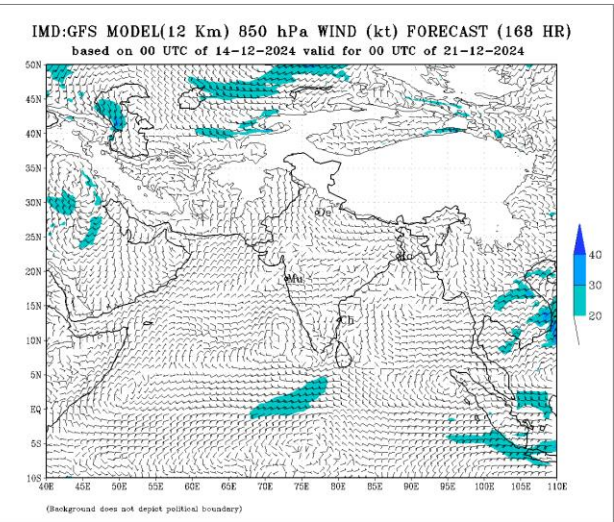 IMD:GFS MODEL(12 Km) 850 hPa WIND (kt) FORECAST (168 HR)
based on 00 UTC of 14-12-2024 valid for 00 UTC of 21-12-2024
50N
45N
40N
35N
30N
25N
20N
15N
10N
5N
EQ
5S
10S
40E 45E 50E 55E 60E 65E 70E 75E 80E 85E 90E 95E 100E 105E 110E
Mu
Ch
40
30
20
(Background does not depict political boundary)